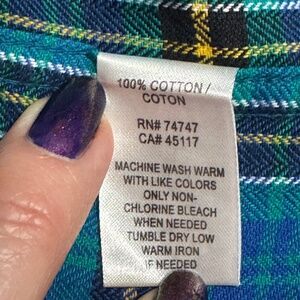 100% COTTON /
COTON
RN# 74747
CA# 45117
MACHINE WASH WARM
WITH LIKE COLORS
ONLY NON-
CHLORINE BLEACH
WHEN NEEDED
TUMBLE DRY LOW
WARM IRON
IF NEEDED